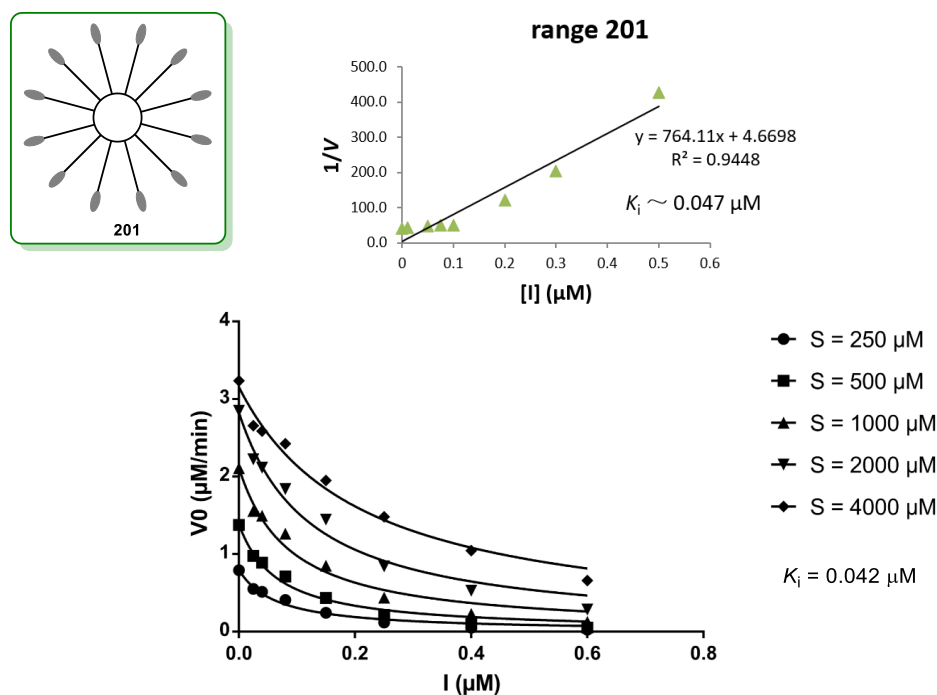 201
range 201
1/v
500.0
400.0
300.0
200.0
100.0
0.0
0 0.1 0.2 0.3 0.4 0.5 0.6
[I] (µM)
y = 764.11x + 4.6698
R² = 0.9448
Ki ~ 0.047 µM
V0 (µM/min)
4
3
2
1
0
0.0 0.2 0.4 0.6 0.8
I (µM)
S = 250 µM
S = 500 µM
S = 1000 µM
S = 2000 µM
S = 4000 µM
Ki = 0.042 µM